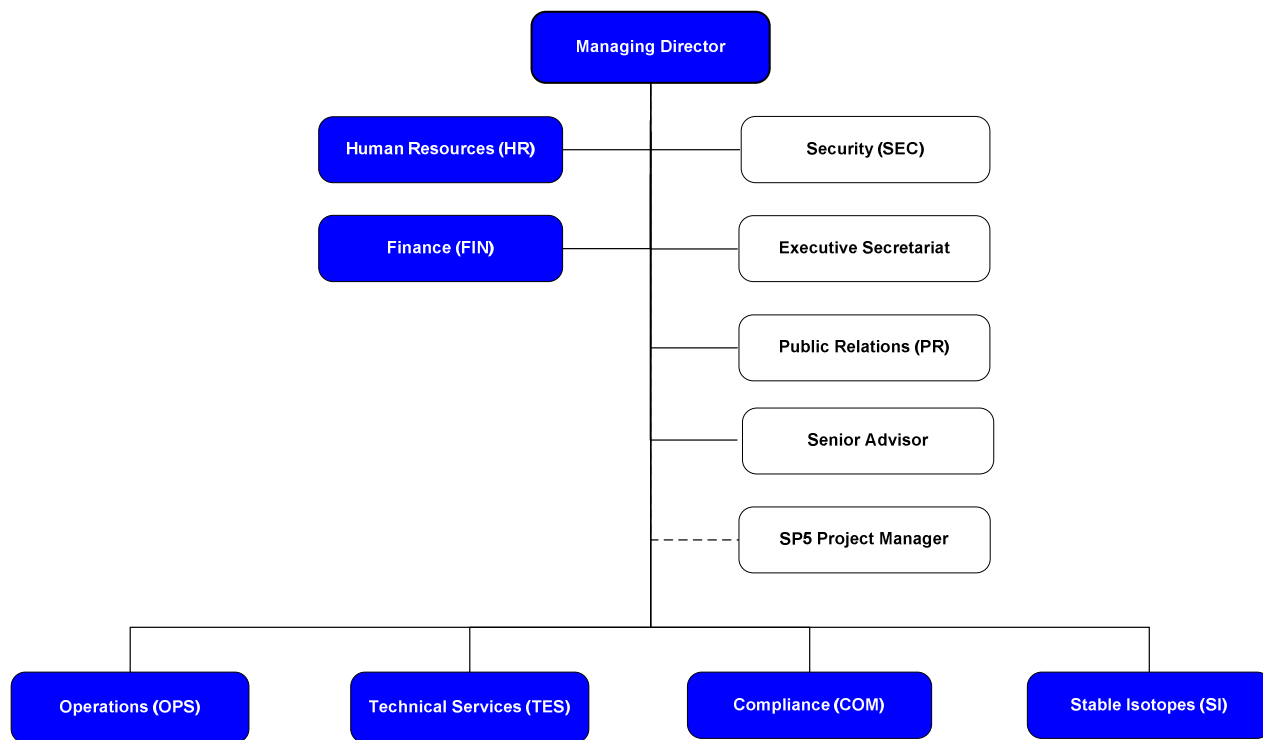 Managing Director
Human Resources (HR)
Security (SEC)
Finance (FIN)
Executive Secretariat
Public Relations (PR)
Senior Advisor
SP5 Project Manager
Operations (OPS)
Technical Services (TES)
Compliance (COM)
Stable Isotopes (SI)